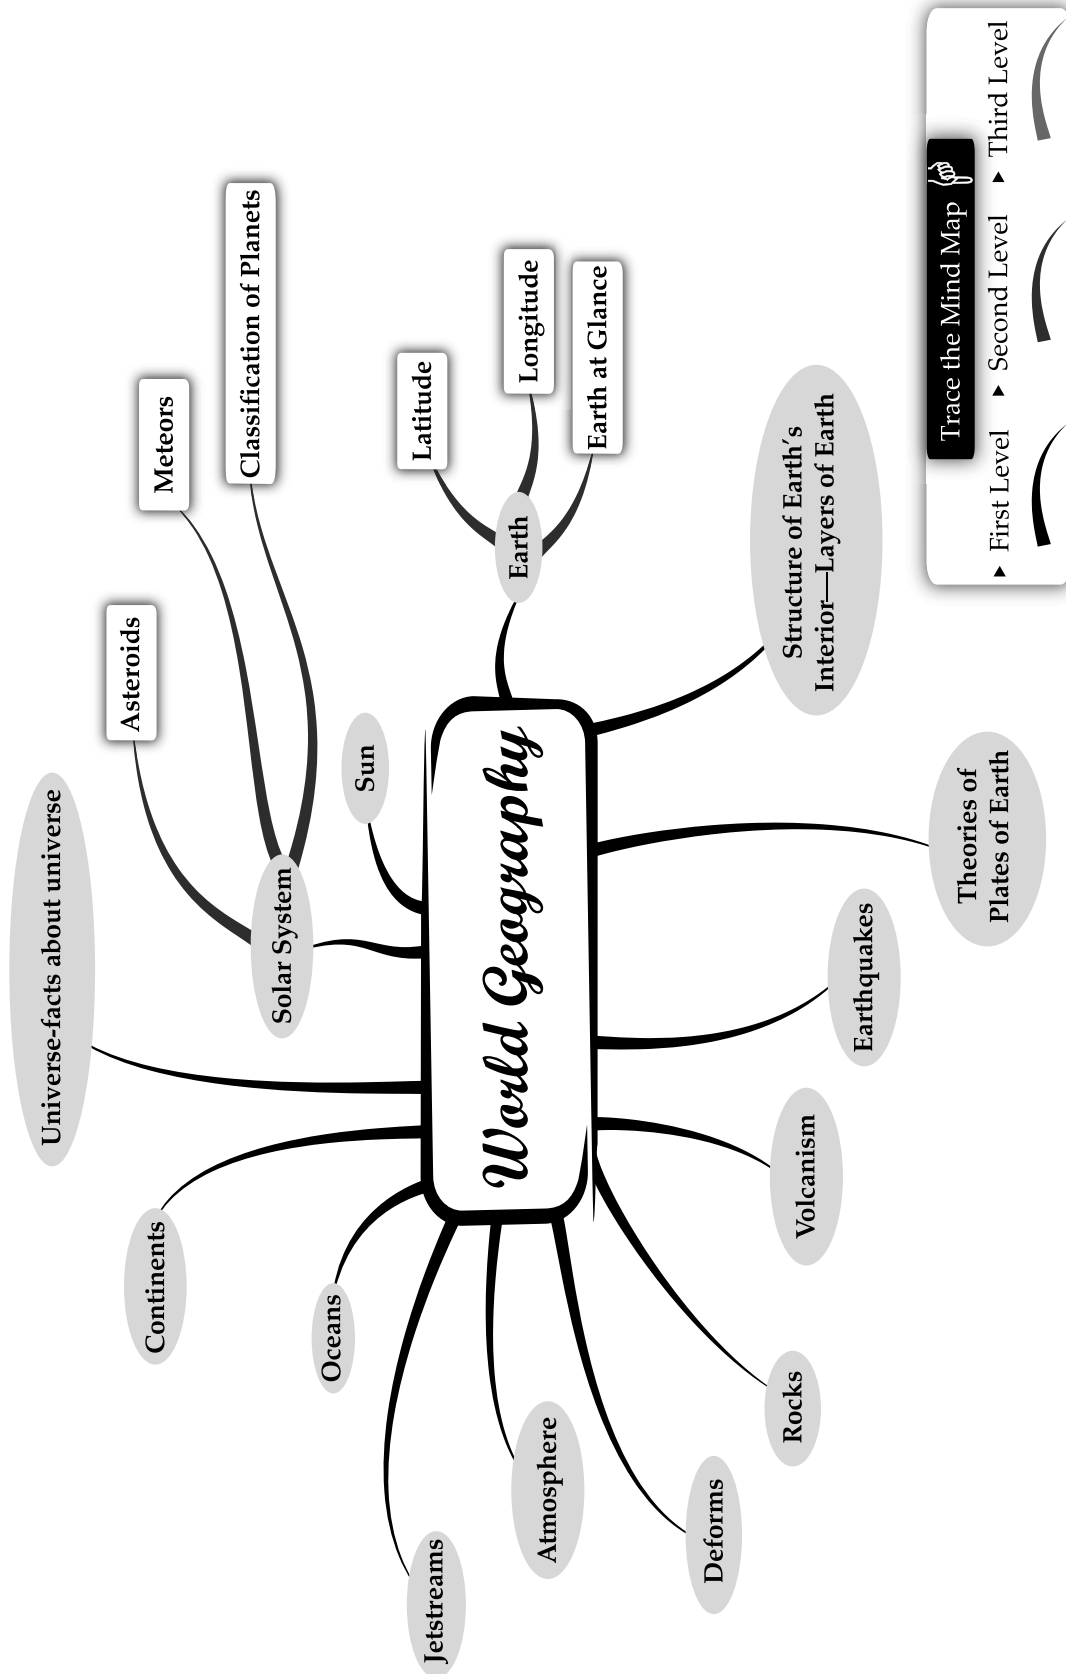 Universe-facts about universe
Asteroids
Meteors
Classification of Planets
Continents
Solar System
Sun
Latitude
Oceans
Longitude
Earth
Earth at Glance
World Geography
Jetstreams
Atmosphere
Structure of Earth’s
Interior—Layers of Earth
Deforms
Rocks
Volcanism
Earthquakes
Theories of
Plates of Earth
Trace the Mind Map
▶ First Level ▶ Second Level ▶ Third Level